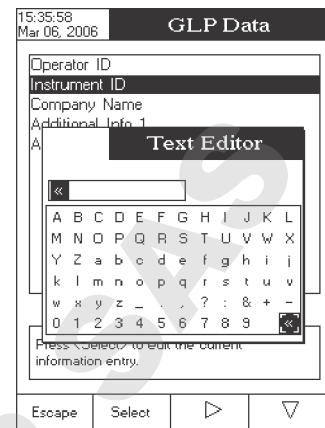 15:35:58
Mar 06, 2006
GLP Data
Operator ID
Instrument ID
Company Name
Additional Info 1
A
Text Editor
«
A B C D E F G H I J K L
M N O P Q R S T U V W X
Y Z a b c d e f g h i j
k l m n o p q r s t u v
w x y z _ . , ? : & + -
0 1 2 3 4 5 6 7 8 9 «
Press <Select> to edit the current
information entry.
Escape Select ▷ ▽